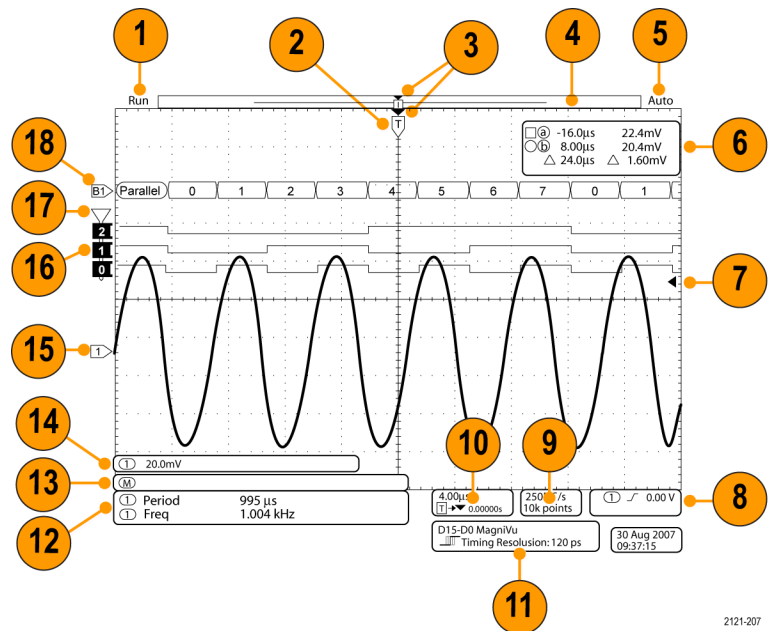 1
2
3
4
5
Run
Auto
T
T
6
ⓐ -16.0µs 22.4mV
ⓑ 8.00µs 20.4mV
△ 24.0µs △ 1.60mV
18
B1 Parallel 0 1 2 3 4 5 6 7 0 1
17
2
16
1
0
7
15
1
14
① 20.0mV
13
Ⓜ
12
① Period 995 µs
① Freq 1.004 kHz
10
4.00µs
T →▼ 0.00000s
9
10k points
8
① 0.00 V
11
D15-D0 MagniVu
Timing Resolusion: 120 ps
30 Aug 2007
09:37:15
2121-207